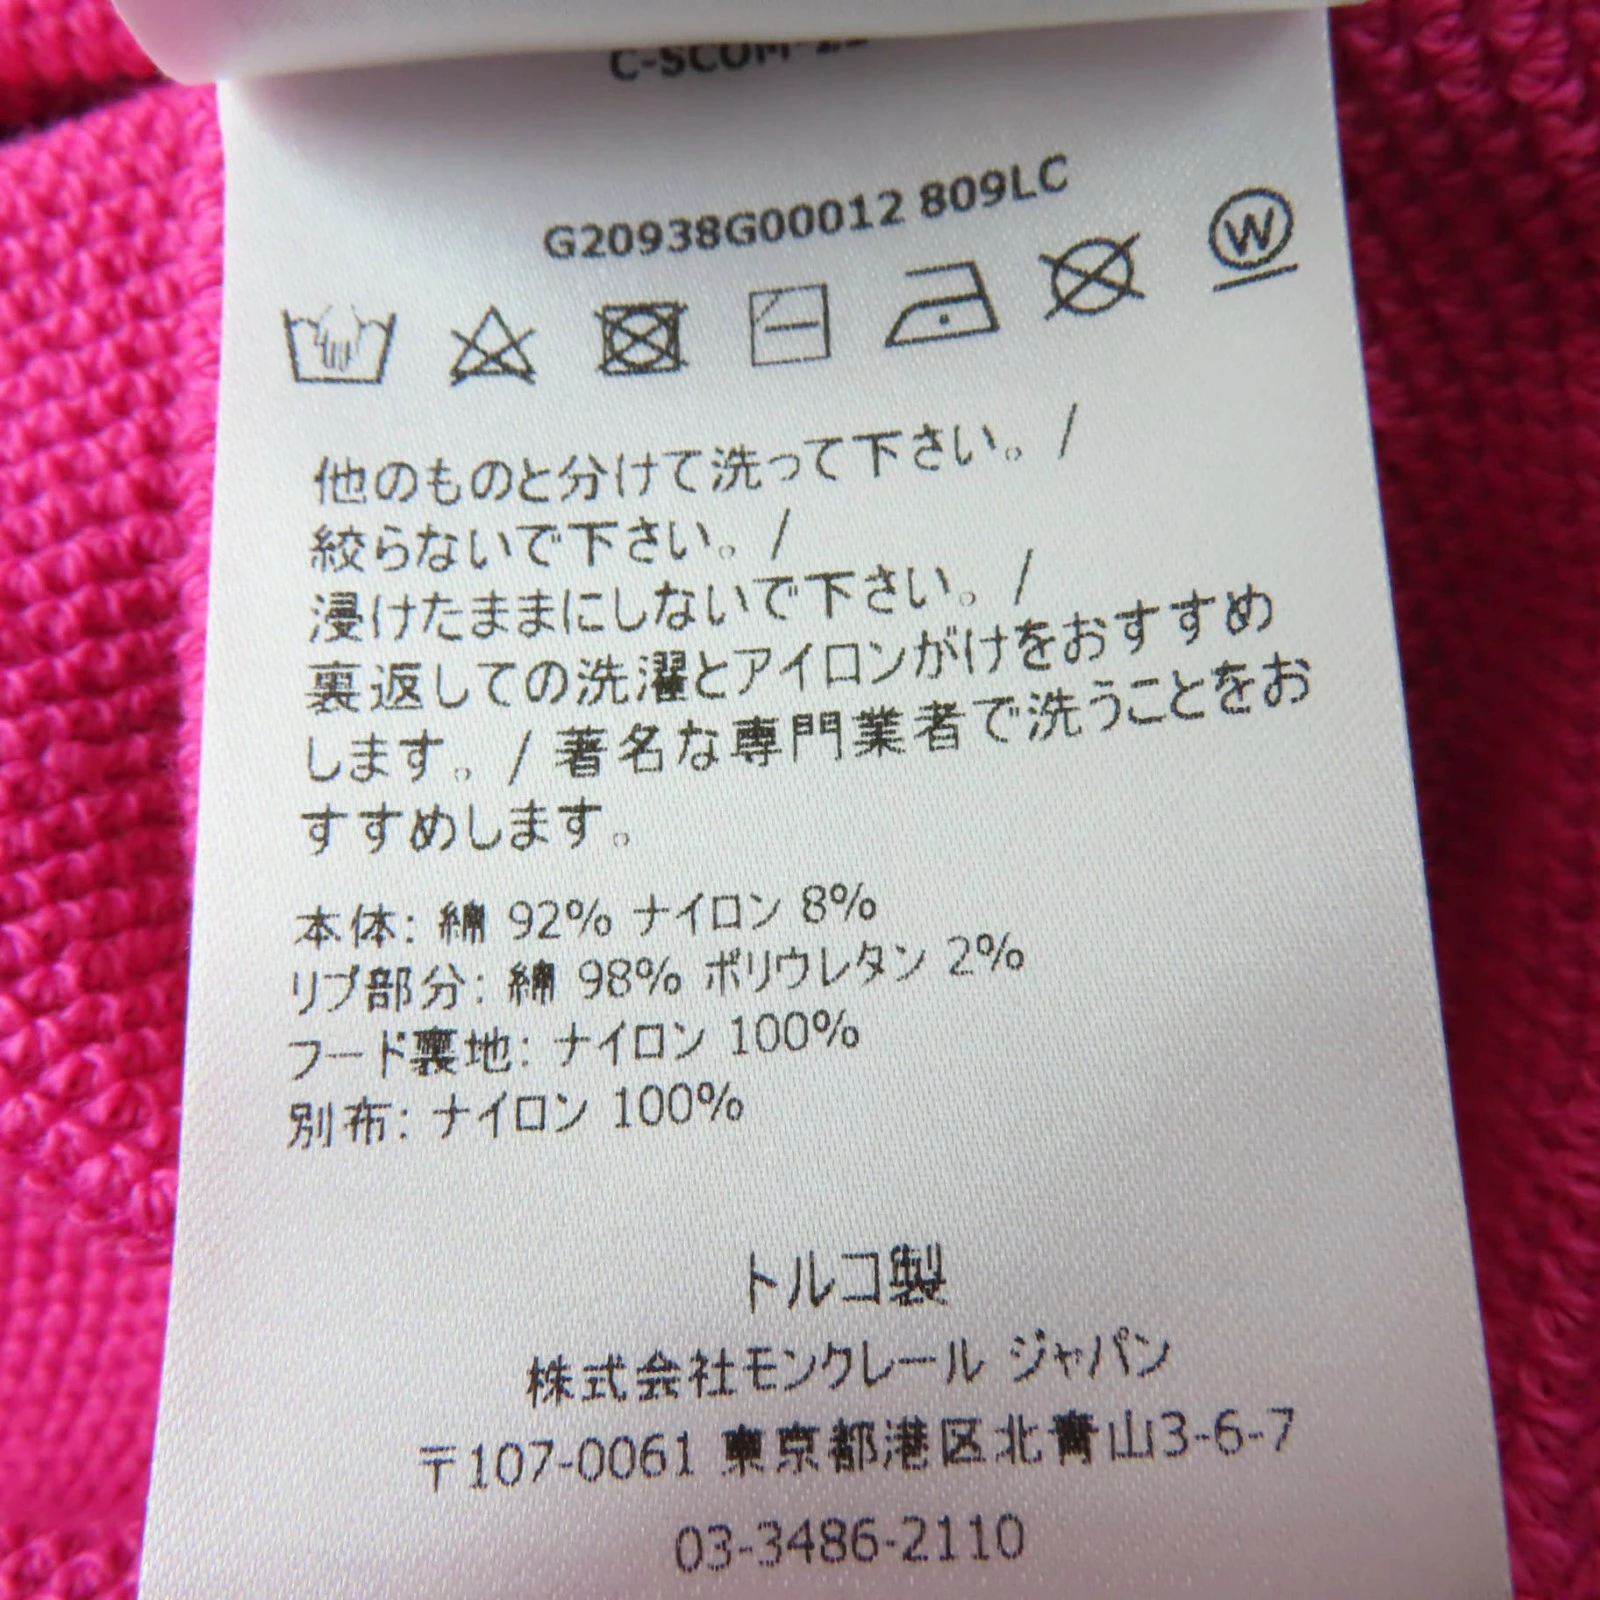 C-SCOM-
G20938G00012 809LC
W
他のものと分けて洗って下さい。/
絞らないで下さい。/
浸けたままにしないで下さい。/
裏返しての洗濯とアイロンがけをおすすめ
します。/ 著名な専門業者で洗うことをお
すすめします。
本体: 綿 92% ナイロン 8%
リブ部分: 綿 98% ポリウレタン 2%
フード裏地: ナイロン 100%
別布: ナイロン 100%
トルコ製
株式会社モンクレール ジャパン
〒107-0061 東京都港区北青山3-6-7
03-3486-2110